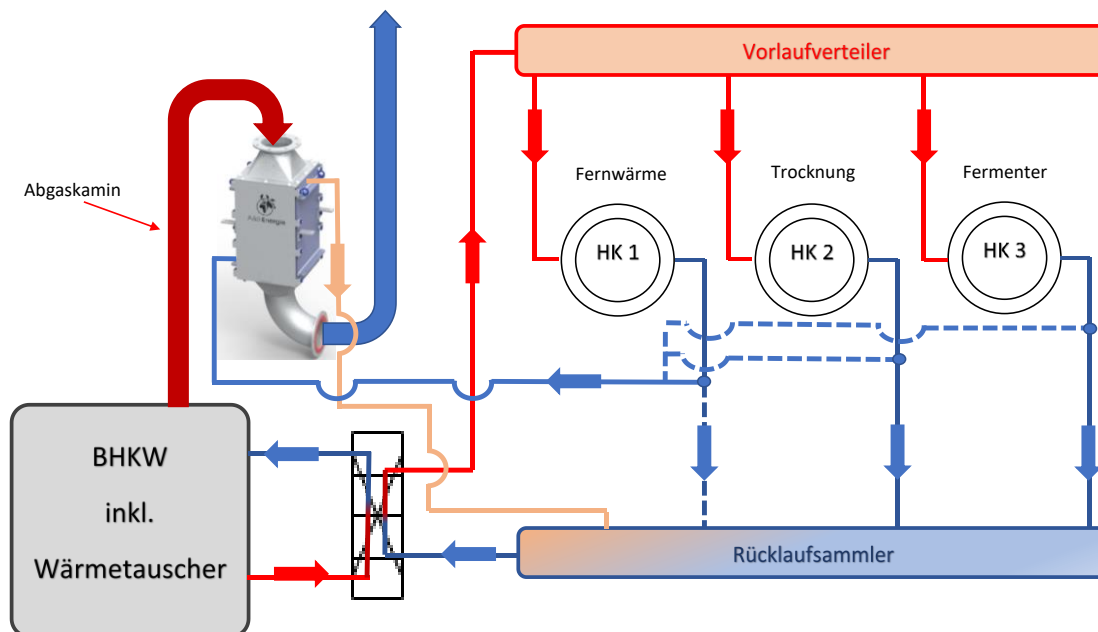 Vorlaufverteiler
Abgaskamin
Fernwärme
Trocknung
Fermenter
HK 1
HK 2
HK 3
BHKW
inkl.
Wärmetauscher
Rücklaufsammler